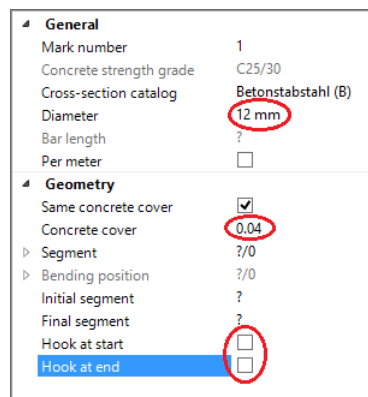 General
Mark number 1
Concrete strength grade C25/30
Cross-section catalog Betonstabstahl (B)
Diameter 12 mm
Bar length ?
Per meter
Geometry
Same concrete cover
Concrete cover 0.04
Segment ?/0
Bending position ?/0
Initial segment ?
Final segment ?
Hook at start
Hook at end